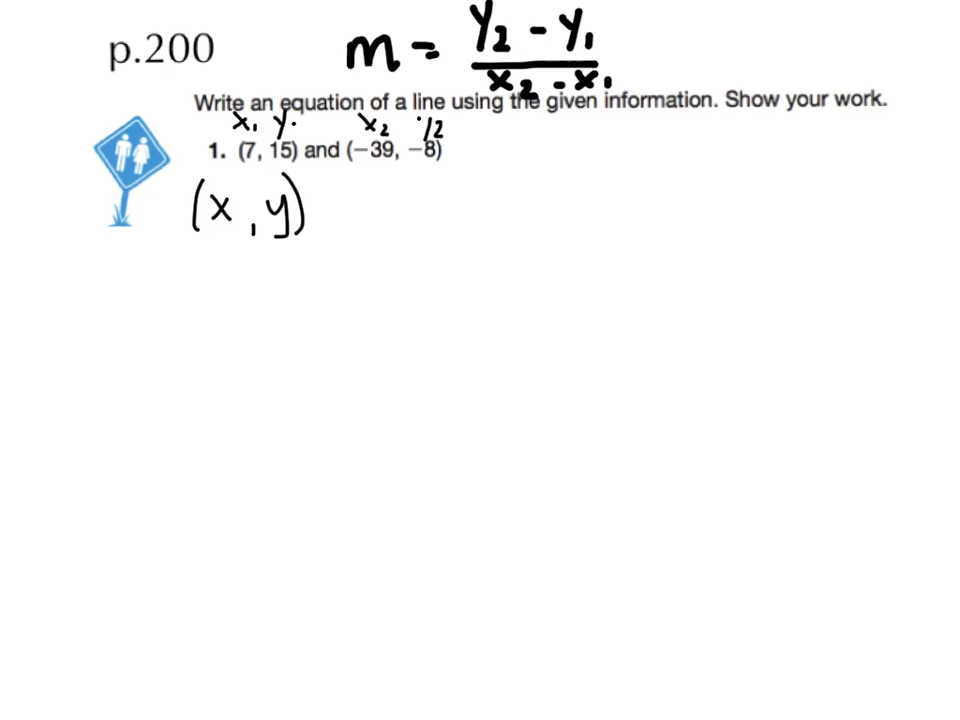 p.200
m = y₂ - y₁ / x₂ - x₁
Write an equation of a line using the given information. Show your work.
x₁ y₁ x₂ y₂
1. (7, 15) and (−39, −8)
(x, y)